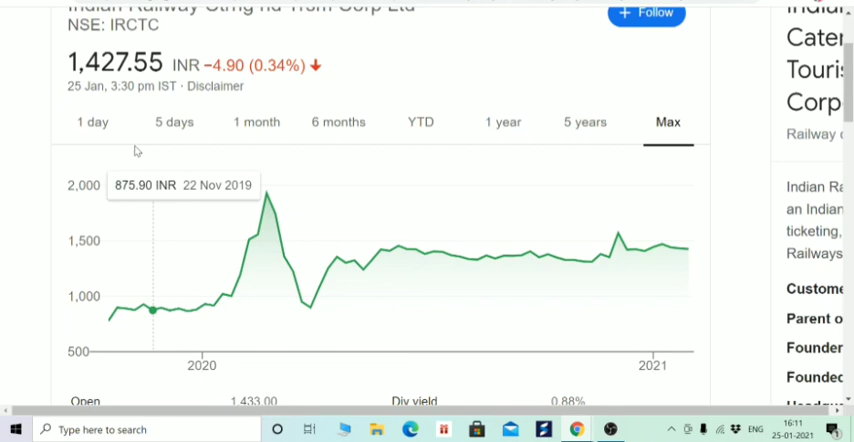 NSE: IRCTC
1,427.55 INR −4.90 (0.34%)
25 Jan, 3:30 pm IST · Disclaimer
+ Follow
1 day 5 days 1 month 6 months YTD 1 year 5 years Max
875.90 INR 22 Nov 2019
2,000
1,500
1,000
500
2020 2021
Open 1,433.00 Div yield 0.88%
Cater
Touri
Corp
Railway
Indian Ra
an Indian
ticketing,
Railways
Custome
Parent o
Founder
Founded
Type here to search
ENG
16:11
25-01-2021